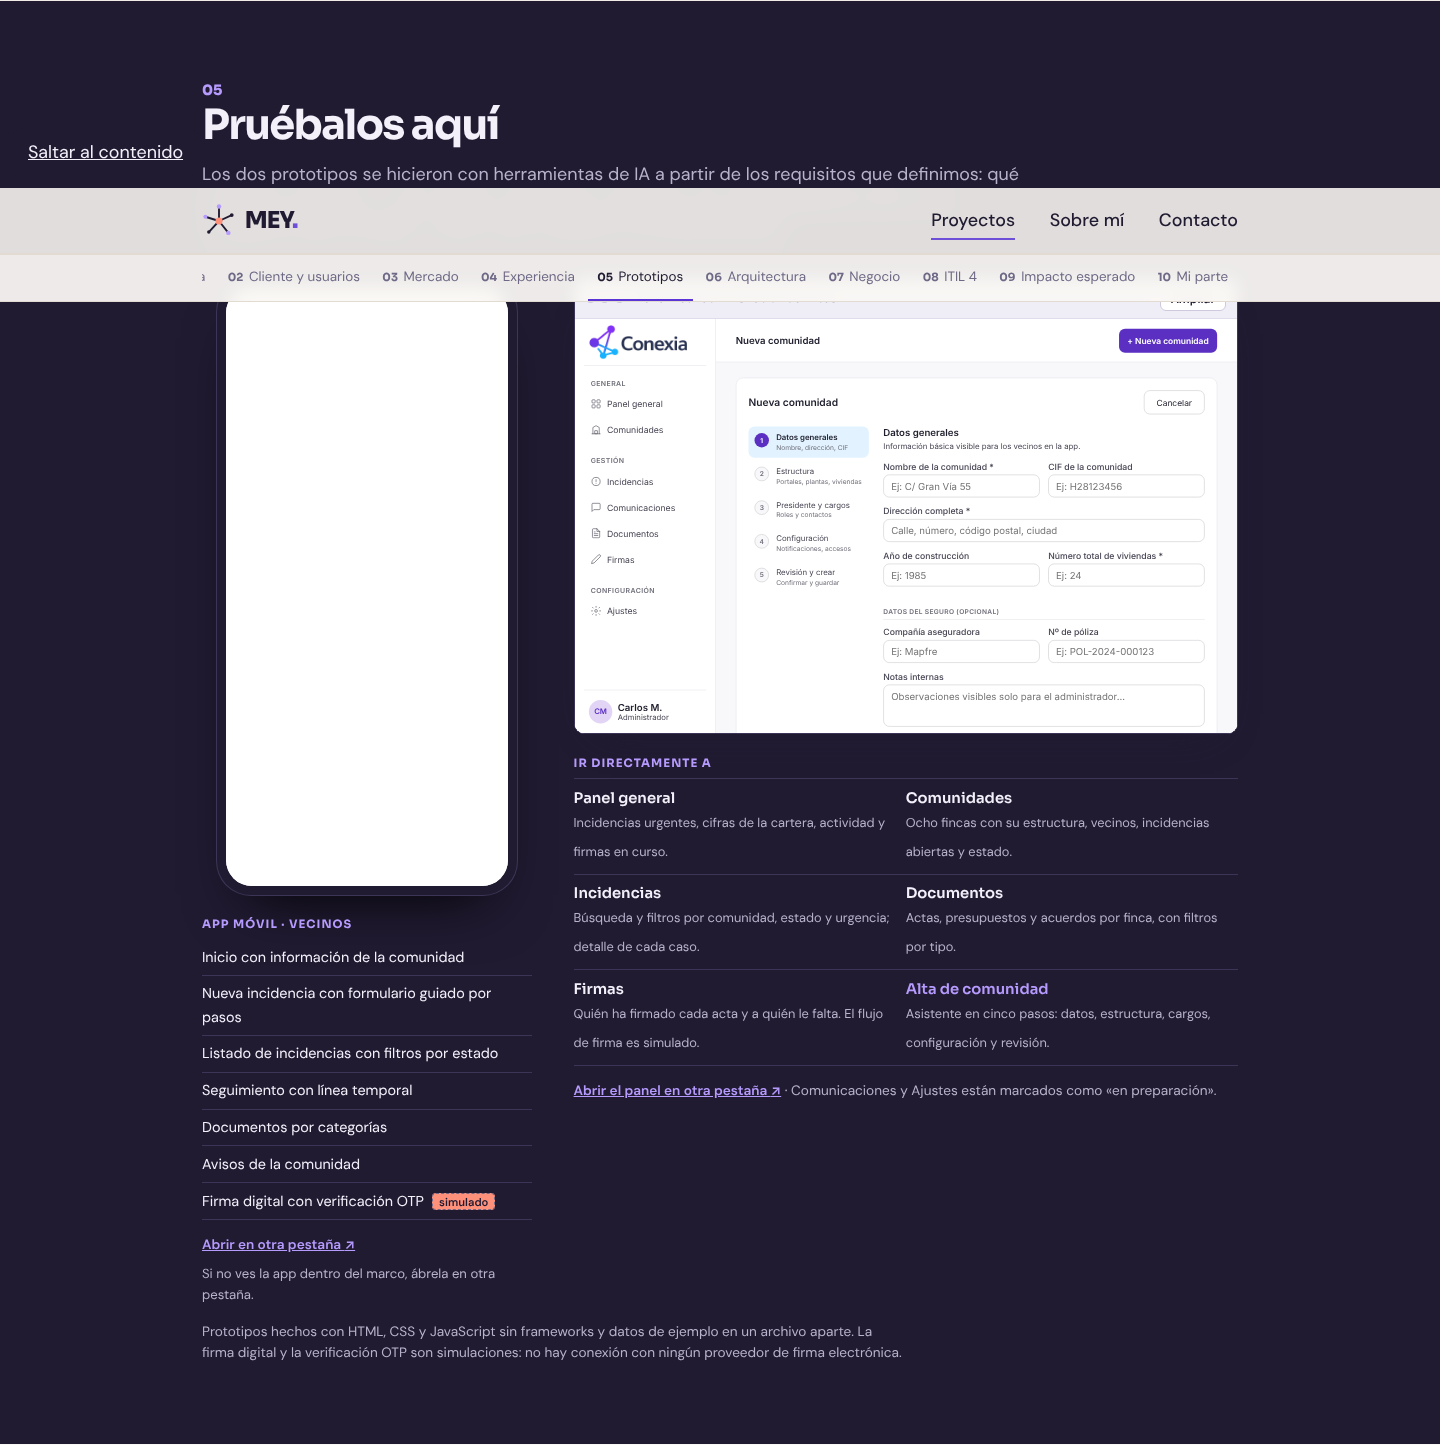 05
Pruébalos aquí
Saltar al contenido
Los dos prototipos se hicieron con herramientas de IA a partir de los requisitos que definimos: qué
MEY.
Proyectos
Sobre mí
Contacto
a
02 Cliente y usuarios
03 Mercado
04 Experiencia
05 Prototipos
06 Arquitectura
07 Negocio
08 ITIL 4
09 Impacto esperado
10 Mi parte
Ampliar
Conexia
GENERAL
Panel general
Comunidades
GESTIÓN
Incidencias
Comunicaciones
Documentos
Firmas
CONFIGURACIÓN
Ajustes
CM
Carlos M.
Administrador
Nueva comunidad
+ Nueva comunidad
Nueva comunidad
Cancelar
1
Datos generales
Nombre, dirección, CIF
2
Estructura
Portales, plantas, viviendas
3
Presidente y cargos
Roles y contactos
4
Configuración
Notificaciones, accesos
5
Revisión y crear
Confirmar y guardar
Datos generales
Información básica visible para los vecinos en la app.
Nombre de la comunidad *
Ej: C/ Gran Vía 55
CIF de la comunidad
Ej: H28123456
Dirección completa *
Calle, número, código postal, ciudad
Año de construcción
Ej: 1985
Número total de viviendas *
Ej: 24
DATOS DEL SEGURO (OPCIONAL)
Compañía aseguradora
Ej: Mapfre
Nº de póliza
Ej: POL-2024-000123
Notas internas
Observaciones visibles solo para el administrador...
IR DIRECTAMENTE A
Panel general
Incidencias urgentes, cifras de la cartera, actividad y
firmas en curso.
Comunidades
Ocho fincas con su estructura, vecinos, incidencias
abiertas y estado.
Incidencias
Búsqueda y filtros por comunidad, estado y urgencia;
detalle de cada caso.
Documentos
Actas, presupuestos y acuerdos por finca, con filtros
por tipo.
Firmas
Quién ha firmado cada acta y a quién le falta. El flujo
de firma es simulado.
Alta de comunidad
Asistente en cinco pasos: datos, estructura, cargos,
configuración y revisión.
Abrir el panel en otra pestaña ↗ · Comunicaciones y Ajustes están marcados como «en preparación».
APP MÓVIL · VECINOS
Inicio con información de la comunidad
Nueva incidencia con formulario guiado por
pasos
Listado de incidencias con filtros por estado
Seguimiento con línea temporal
Documentos por categorías
Avisos de la comunidad
Firma digital con verificación OTP simulado
Abrir en otra pestaña ↗
Si no ves la app dentro del marco, ábrela en otra
pestaña.
Prototipos hechos con HTML, CSS y JavaScript sin frameworks y datos de ejemplo en un archivo aparte. La
firma digital y la verificación OTP son simulaciones: no hay conexión con ningún proveedor de firma electrónica.